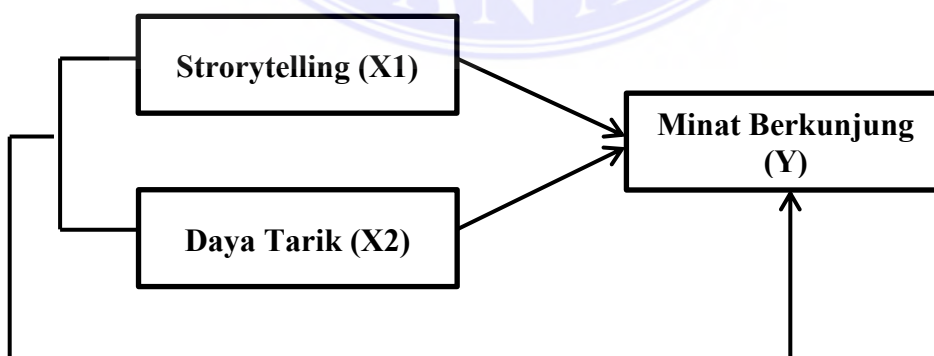 Strorytelling (X1)
Minat Berkunjung
(Y)
Daya Tarik (X2)